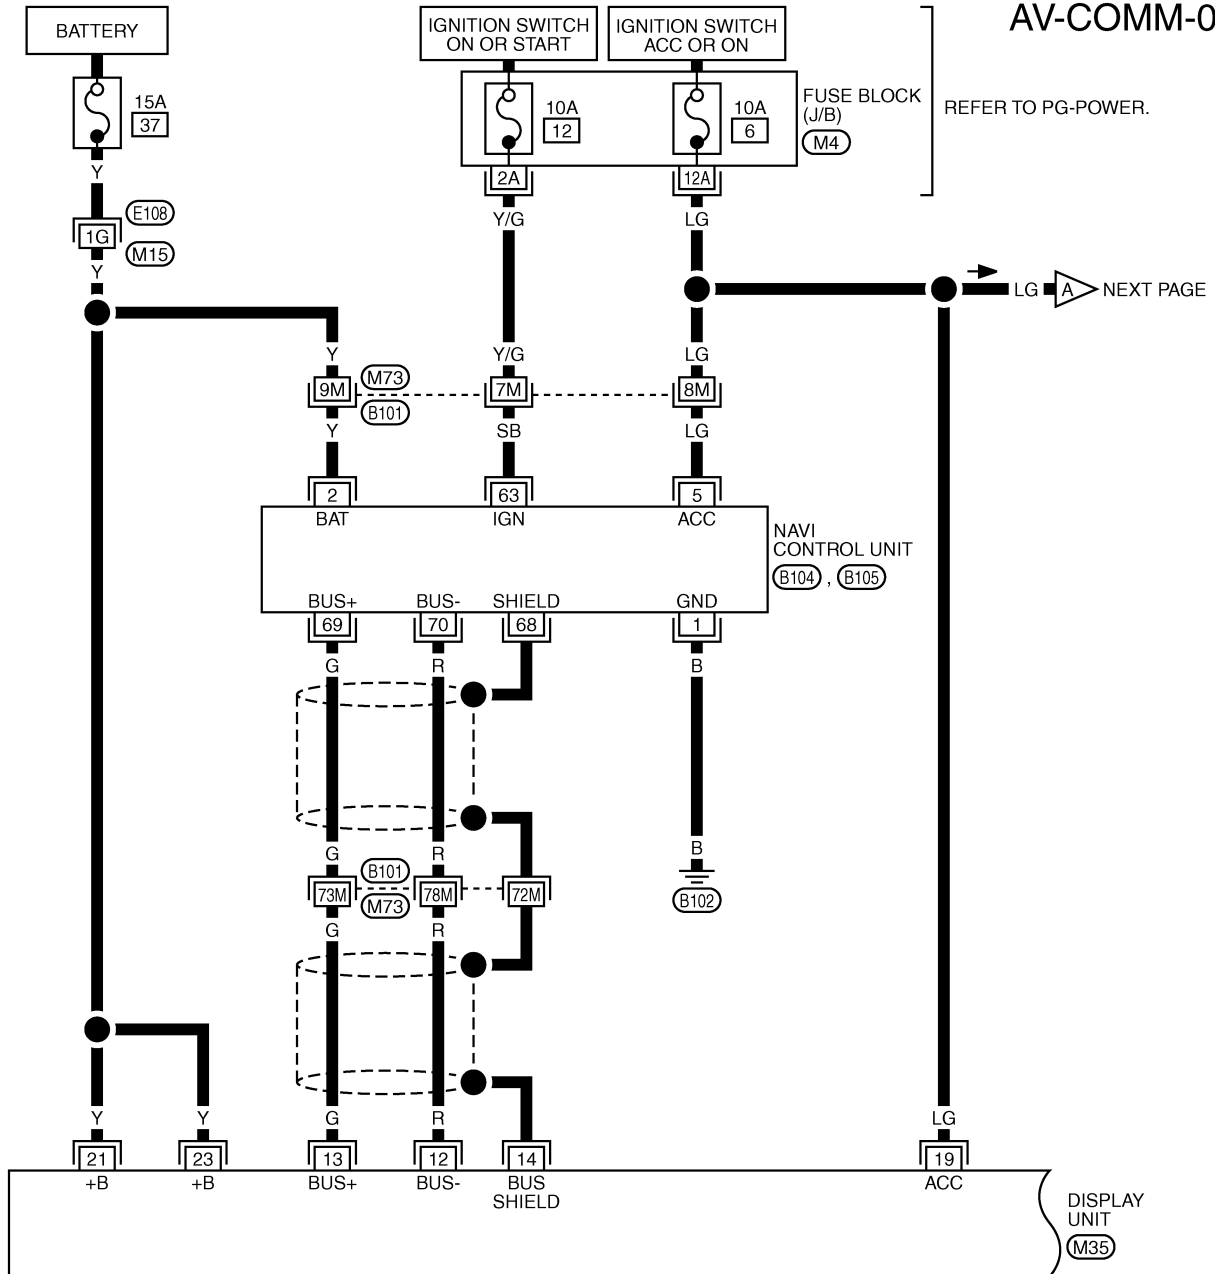 AV-COMM-0
BATTERY
IGNITION SWITCH
ON OR START
IGNITION SWITCH
ACC OR ON
15A
37
10A
12
10A
6
FUSE BLOCK
(J/B)
M4
REFER TO PG-POWER.
Y
2A
12A
E108
Y/G
LG
1G
M15
Y
LG
A
NEXT PAGE
Y
Y/G
LG
9M
M73
7M
8M
B101
Y
SB
LG
2
63
5
BAT
IGN
ACC
NAVI
CONTROL UNIT
B104 , B105
BUS+
BUS-
SHIELD
GND
69
70
68
1
G
R
B
G
R
B
B101
73M
78M
72M
M73
B102
G
R
Y
Y
G
R
LG
21
23
13
12
14
19
+B
+B
BUS+
BUS-
BUS
SHIELD
ACC
DISPLAY
UNIT
M35